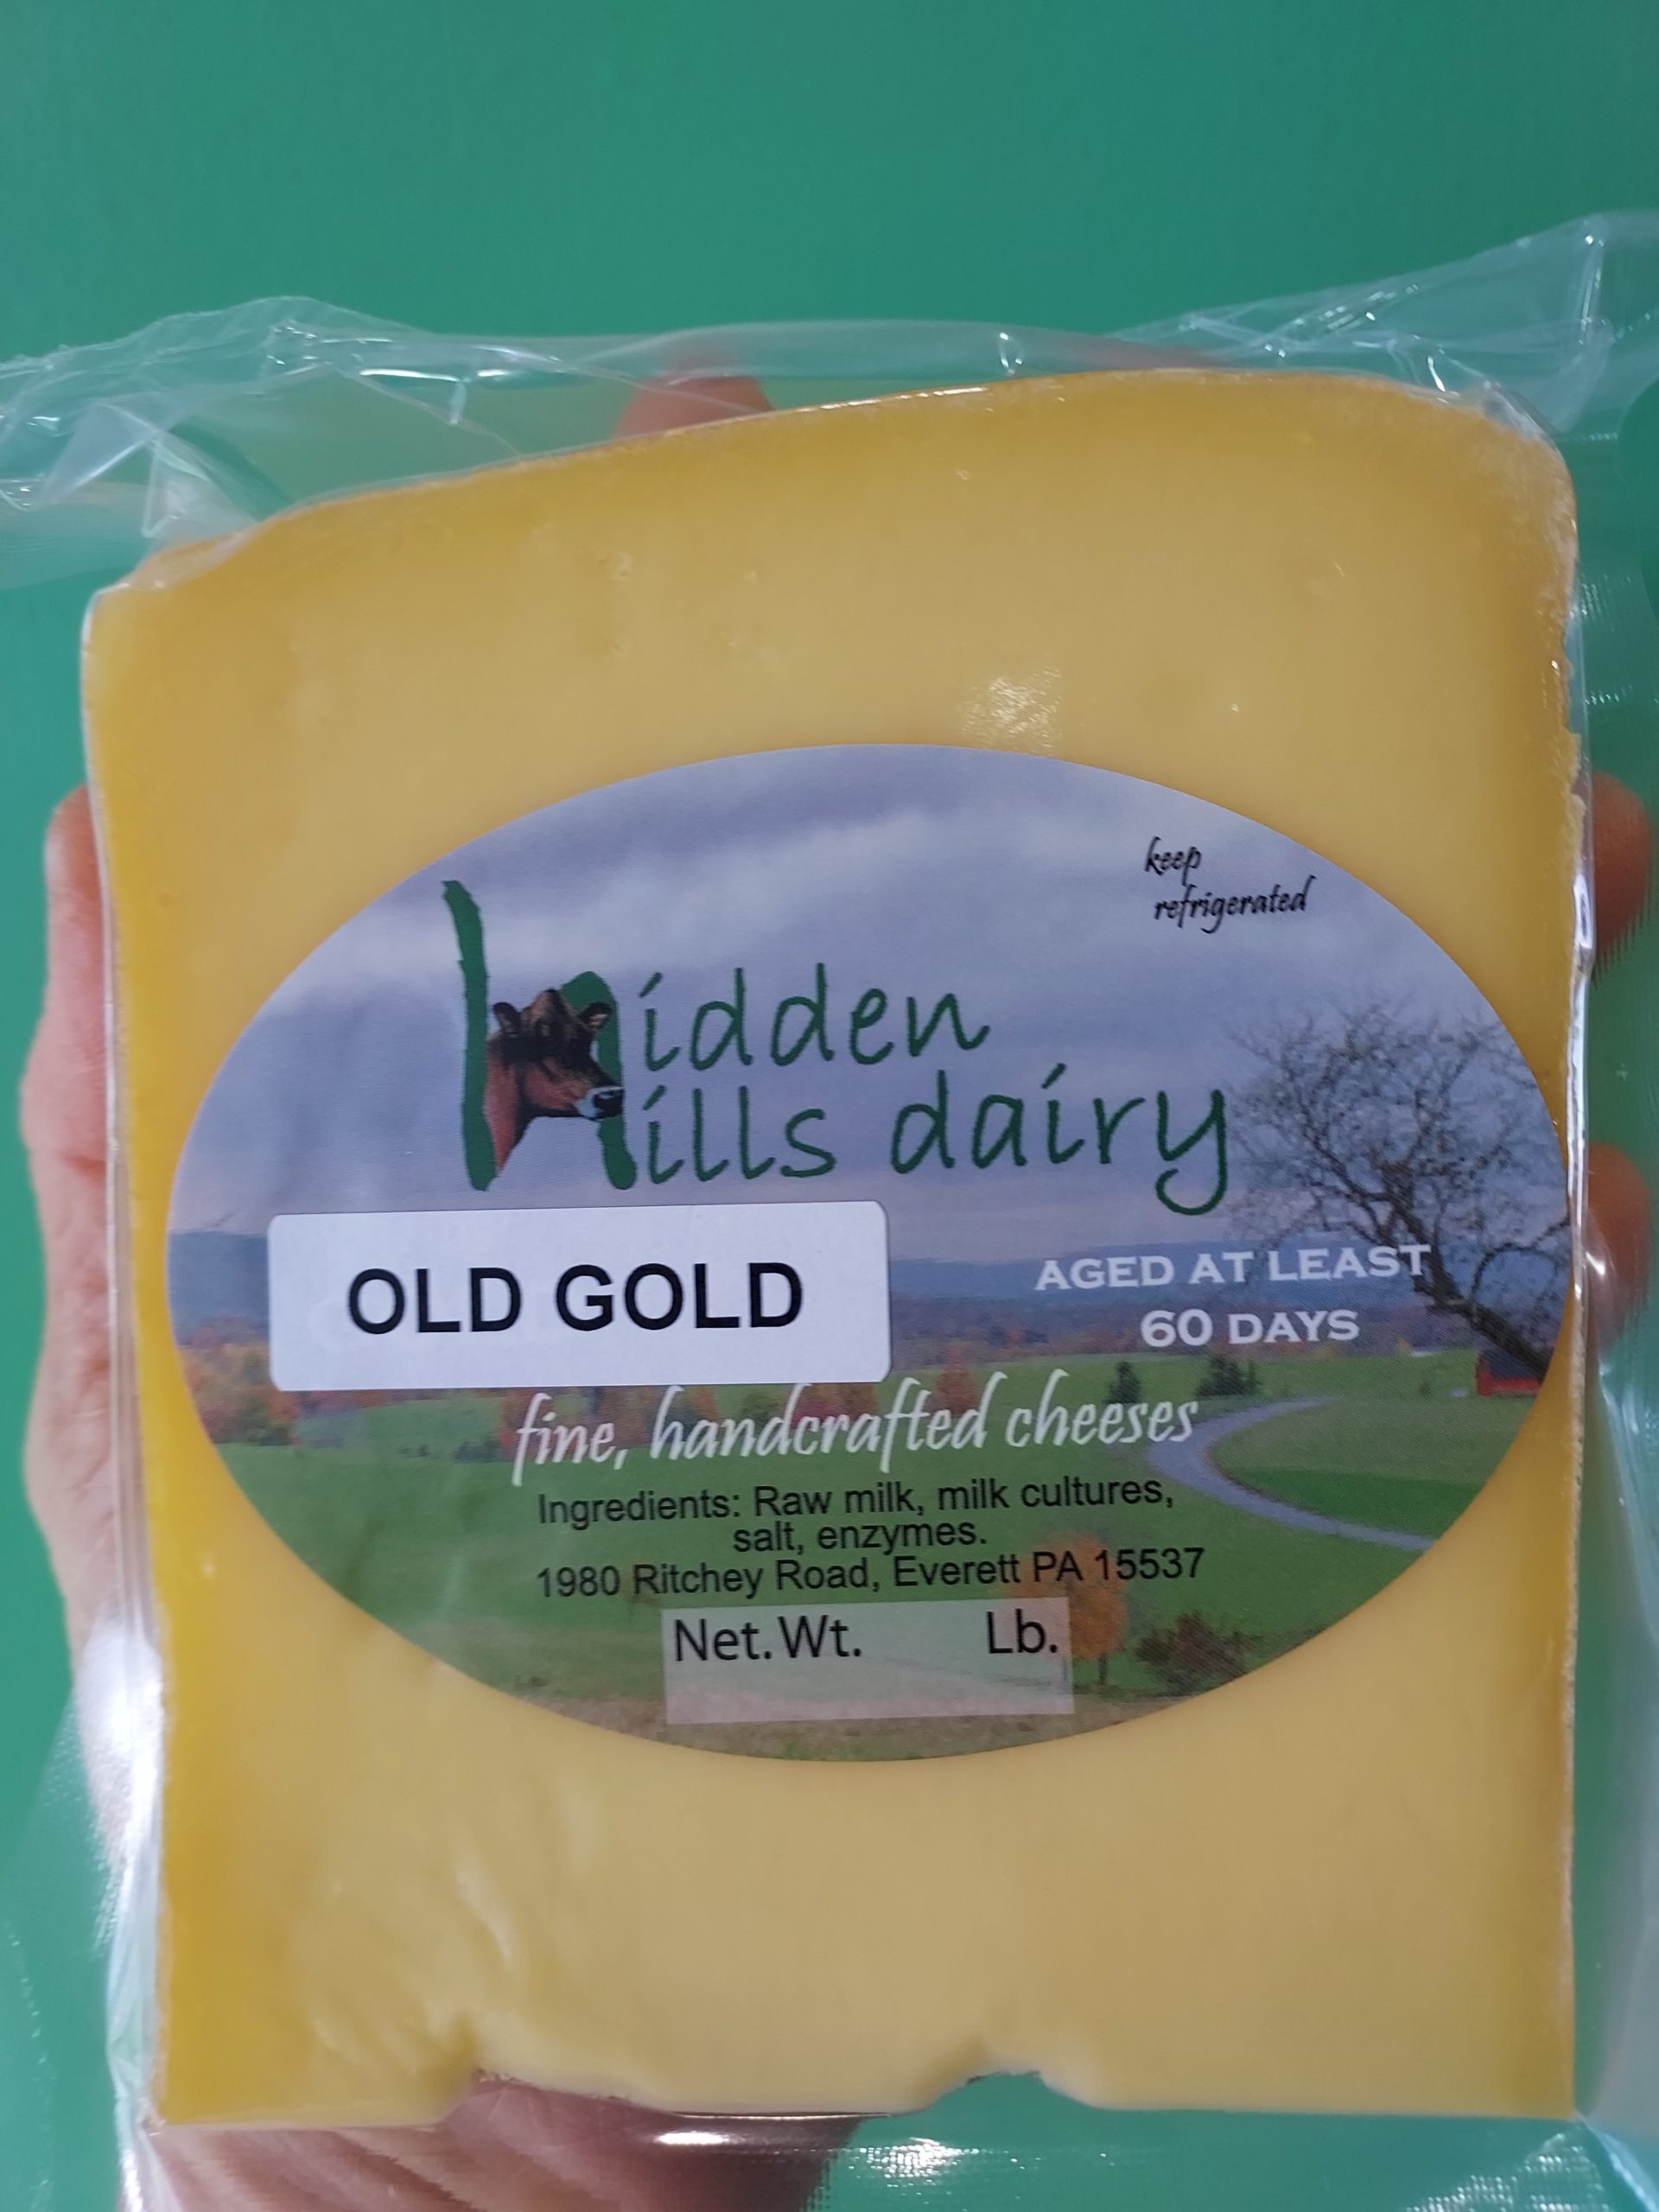 keep
refrigerated
hidden
hills dairy
OLD GOLD
AGED AT LEAST
60 DAYS
fine, handcrafted cheeses
Ingredients: Raw milk, milk cultures,
salt, enzymes.
1980 Ritchey Road, Everett PA 15537
Net. Wt. Lb.